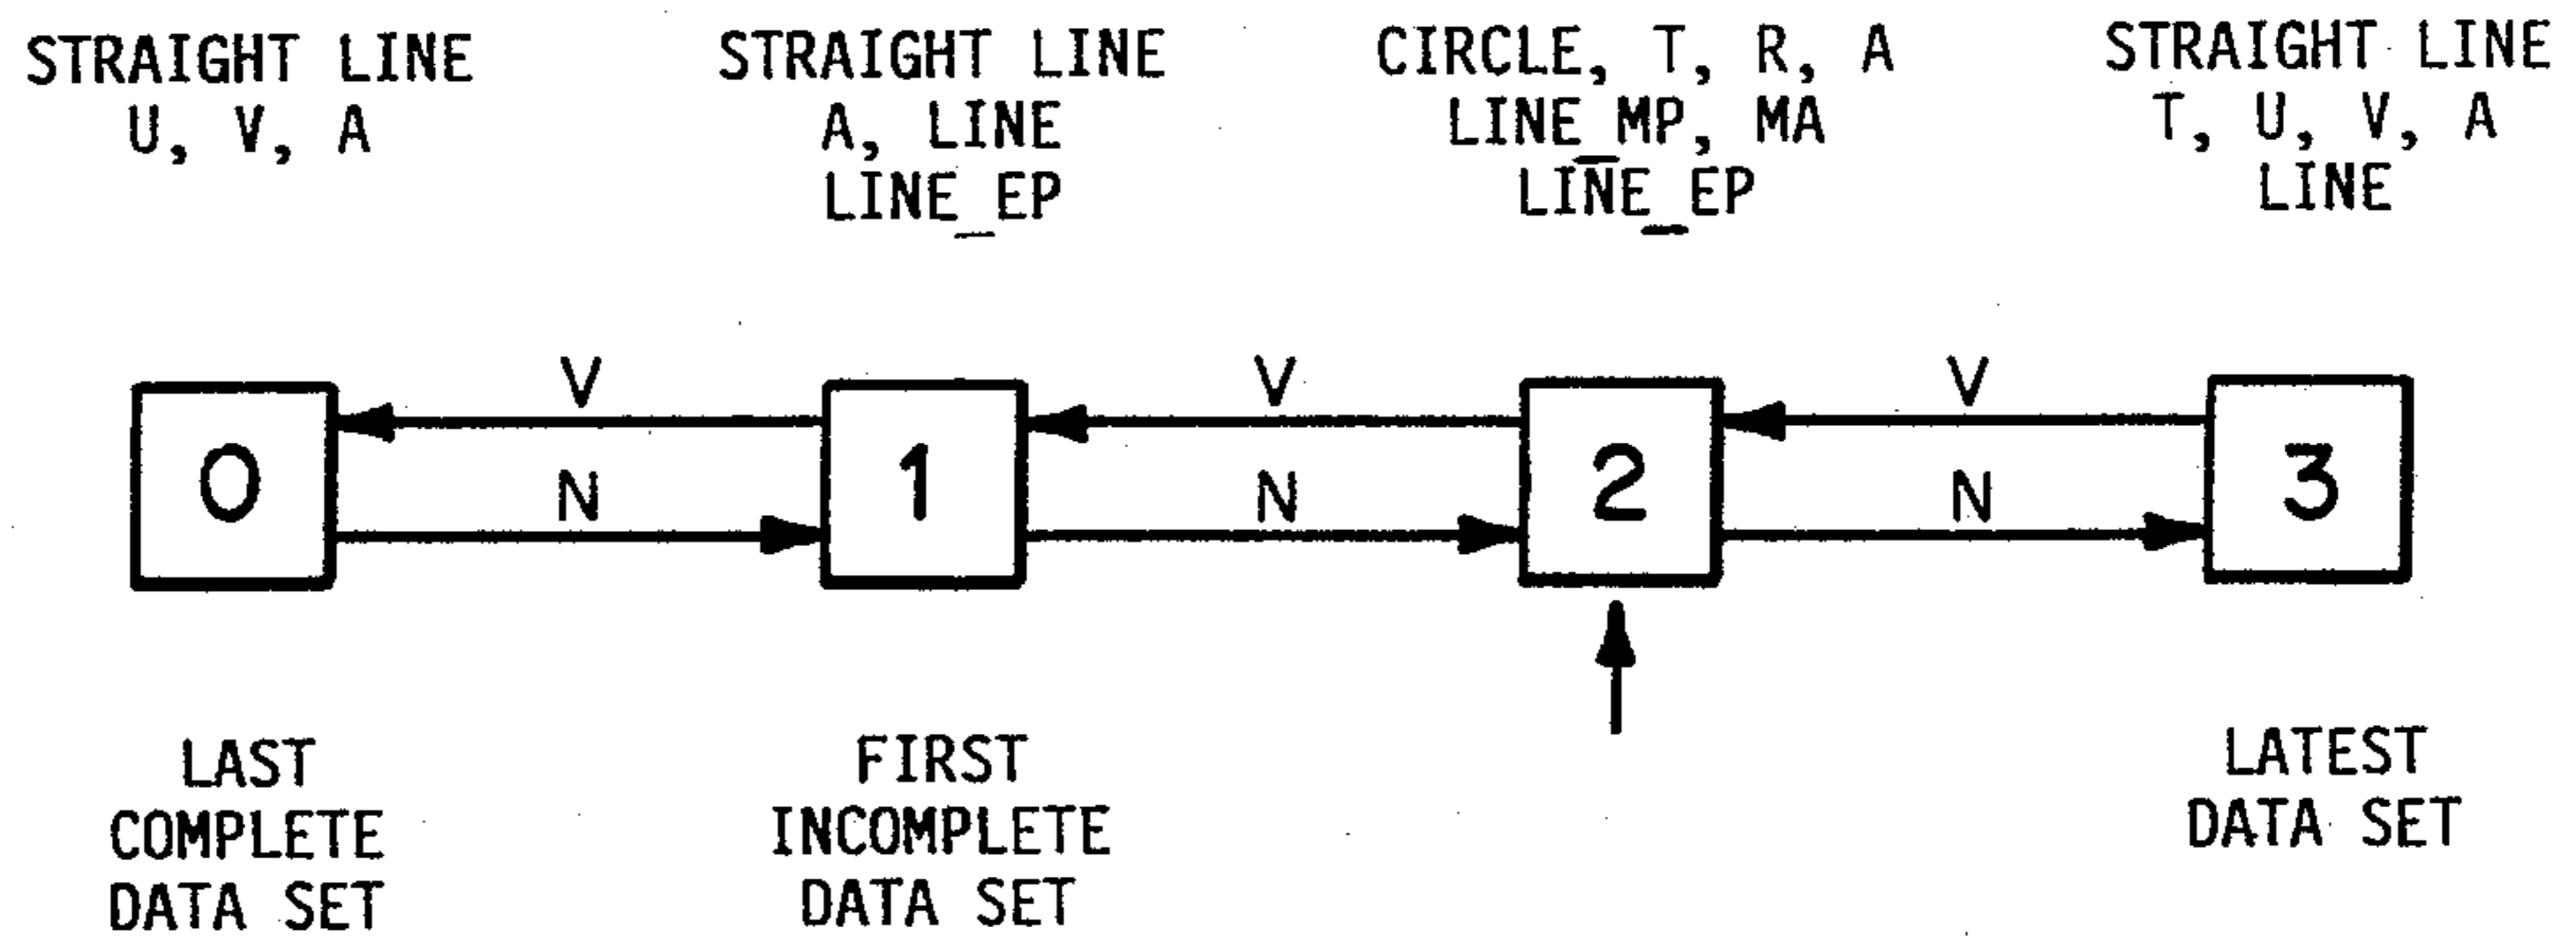 STRAIGHT LINE
U, V, A
STRAIGHT LINE
A, LINE
LINE_EP
CIRCLE, T, R, A
LINE_MP, MA
LINE_EP
STRAIGHT LINE
T, U, V, A
LINE
V
V
V
0
1
2
3
N
N
N
LAST
COMPLETE
DATA SET
FIRST
INCOMPLETE
DATA SET
LATEST
DATA SET